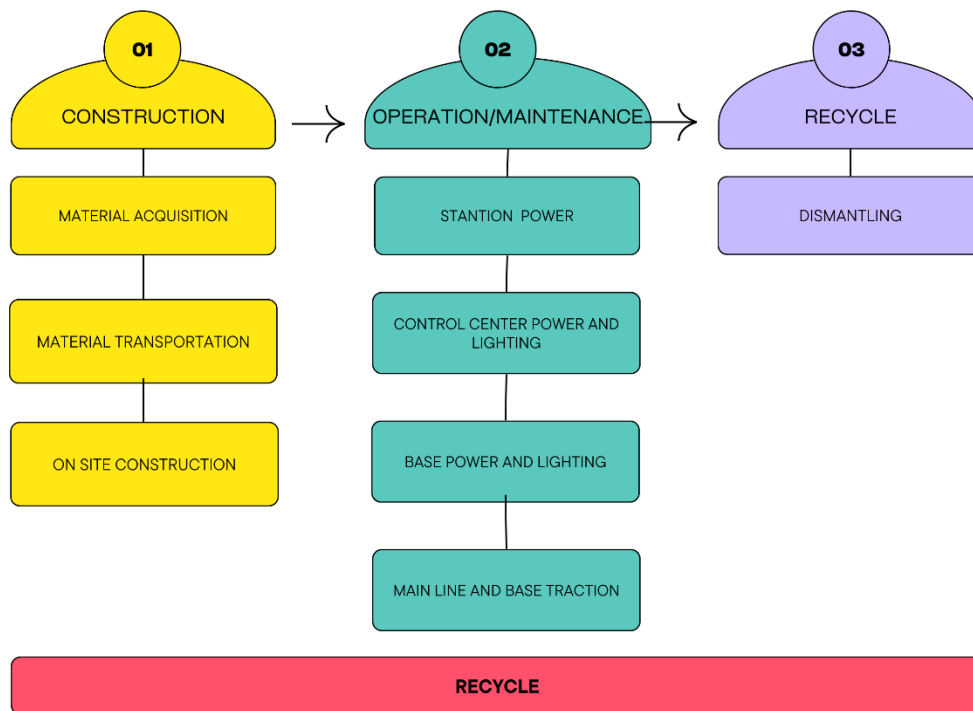 01
CONSTRUCTION
MATERIAL ACQUISITION
MATERIAL TRANSPORTATION
ON SITE CONSTRUCTION
02
OPERATION/MAINTENANCE
STANTION POWER
CONTROL CENTER POWER AND
LIGHTING
BASE POWER AND LIGHTING
MAIN LINE AND BASE TRACTION
03
RECYCLE
DISMANTLING
RECYCLE